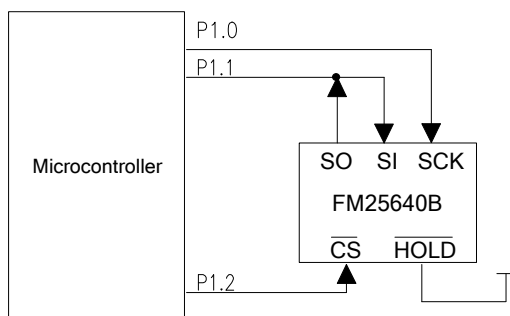 P1.0
P1.1
Microcontroller
SO SI SCK
FM25640B
CS HOLD
P1.2